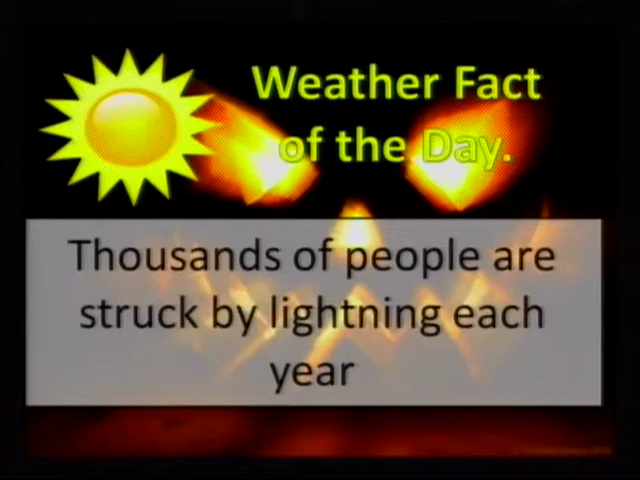 Weather Fact
of the Day.
Thousands of people are
struck by lightning each
year